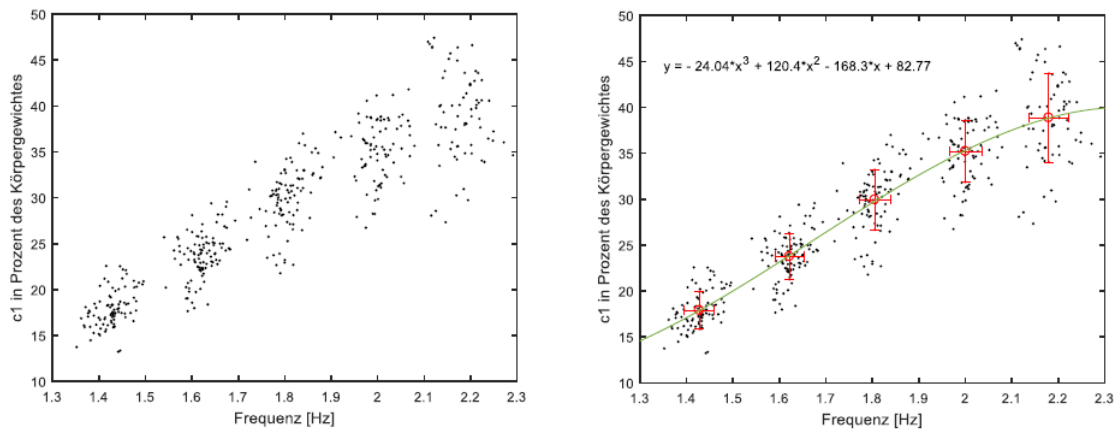 50
45
40
35
30
25
20
15
10
c1 in Prozent des Körpergewichtes
1.3 1.4 1.5 1.6 1.7 1.8 1.9 2 2.1 2.2 2.3
Frequenz [Hz]
50
45
40
35
30
25
20
15
10
c1 in Prozent des Körpergewichtes
y = - 24.04*x³ + 120.4*x² - 168.3*x + 82.77
1.3 1.4 1.5 1.6 1.7 1.8 1.9 2 2.1 2.2 2.3
Frequenz [Hz]